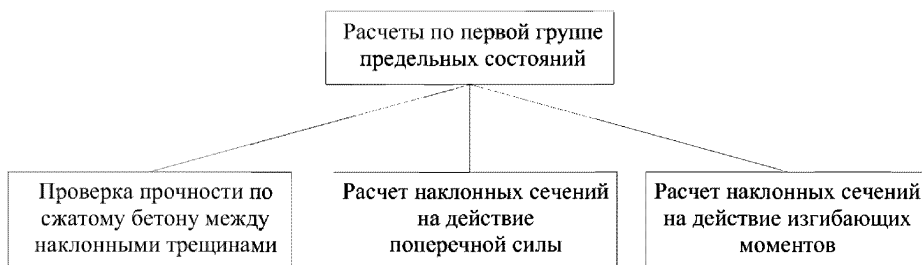 Расчеты по первой группе
предельных состояний
Проверка прочности по
сжатому бетону между
наклонными трещинами
Расчет наклонных сечений
на действие
поперечной силы
Расчет наклонных сечений
на действие изгибающих
моментов